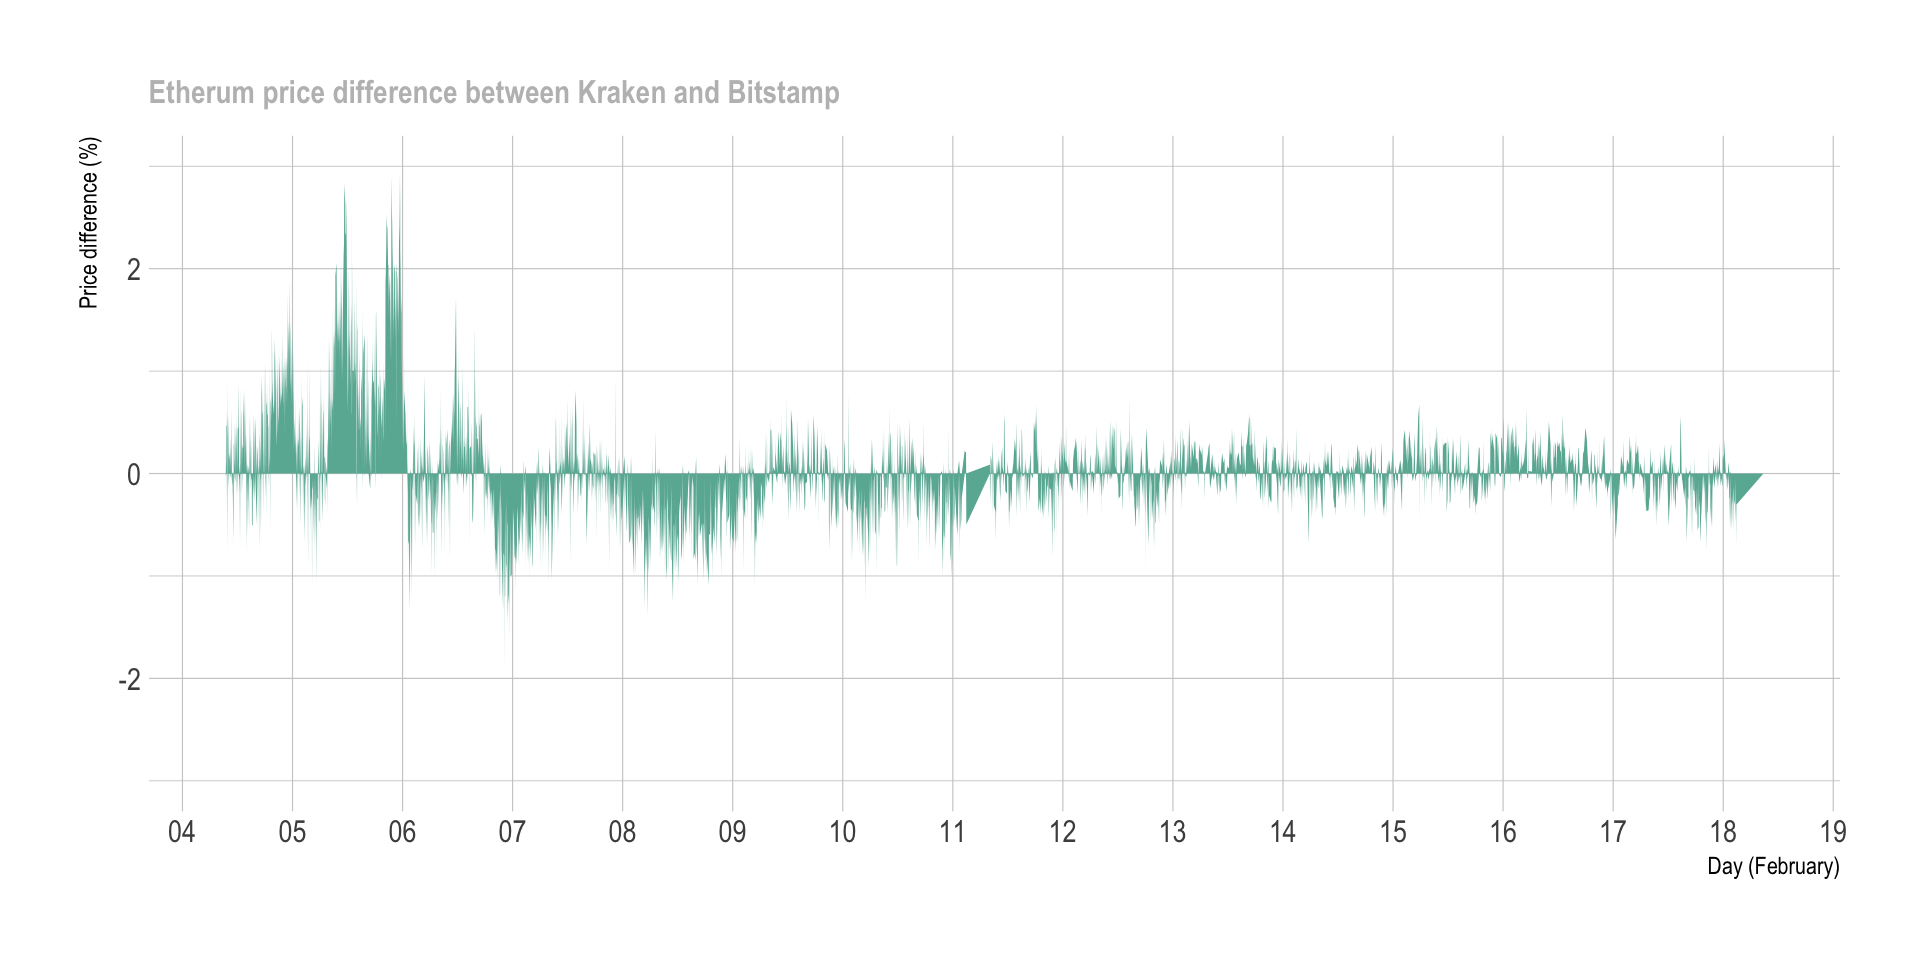 Etherum price difference between Kraken and Bitstamp
Price difference (%)
2
0
-2
04 05 06 07 08 09 10 11 12 13 14 15 16 17 18 19
Day (February)